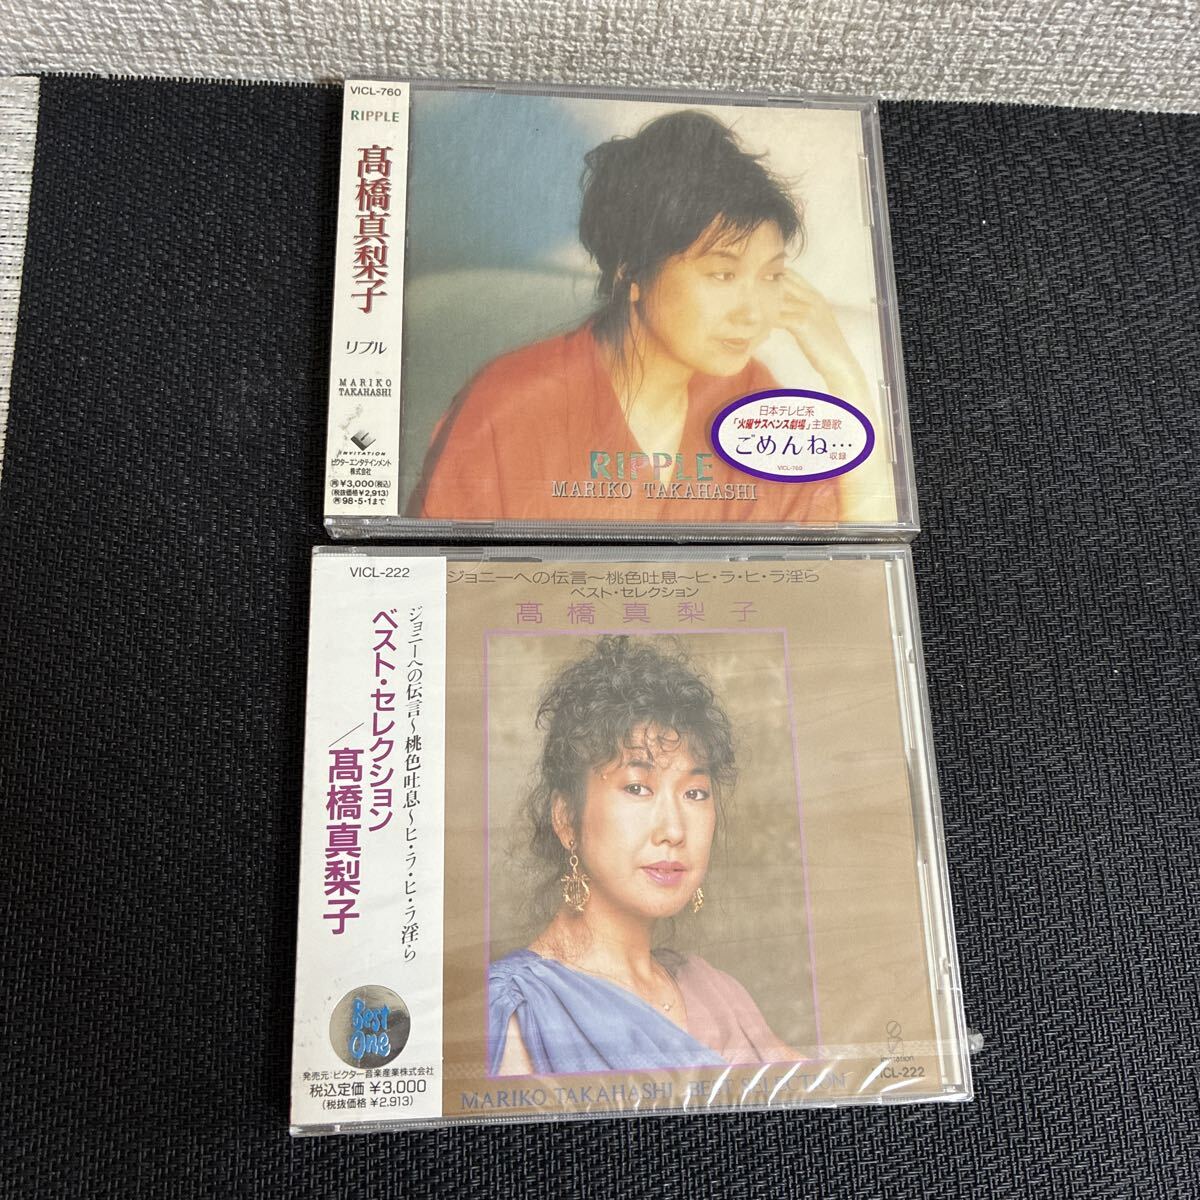 VICL-760
RIPPLE
髙橋真梨子
リプル
MARIKO
TAKAHASHI
INVITATION
ビクターエンタテインメント
株式会社
¥3,000(税込)
(税抜価格¥2,913)
98・5・1まで
日本テレビ系
「火曜サスペンス劇場」主題歌
ごめんね…
収録
VICL-760
RIPPLE
MARIKO TAKAHASHI
VICL-222
ジョニーへの伝言〜桃色吐息〜ヒ・ラ・ヒ・ラ淫ら
ベスト・セレクション／髙橋真梨子
Best
One
発売元:ビクター音楽産業株式会社
税込定価 ¥3,000
(税抜価格 ¥2,913)
ジョニーへの伝言〜桃色吐息〜ヒ・ラ・ヒ・ラ淫ら
ベスト・セレクション
髙橋真梨子
invitation
VICL-222
MARIKO TAKAHASHI BEST SELECTION